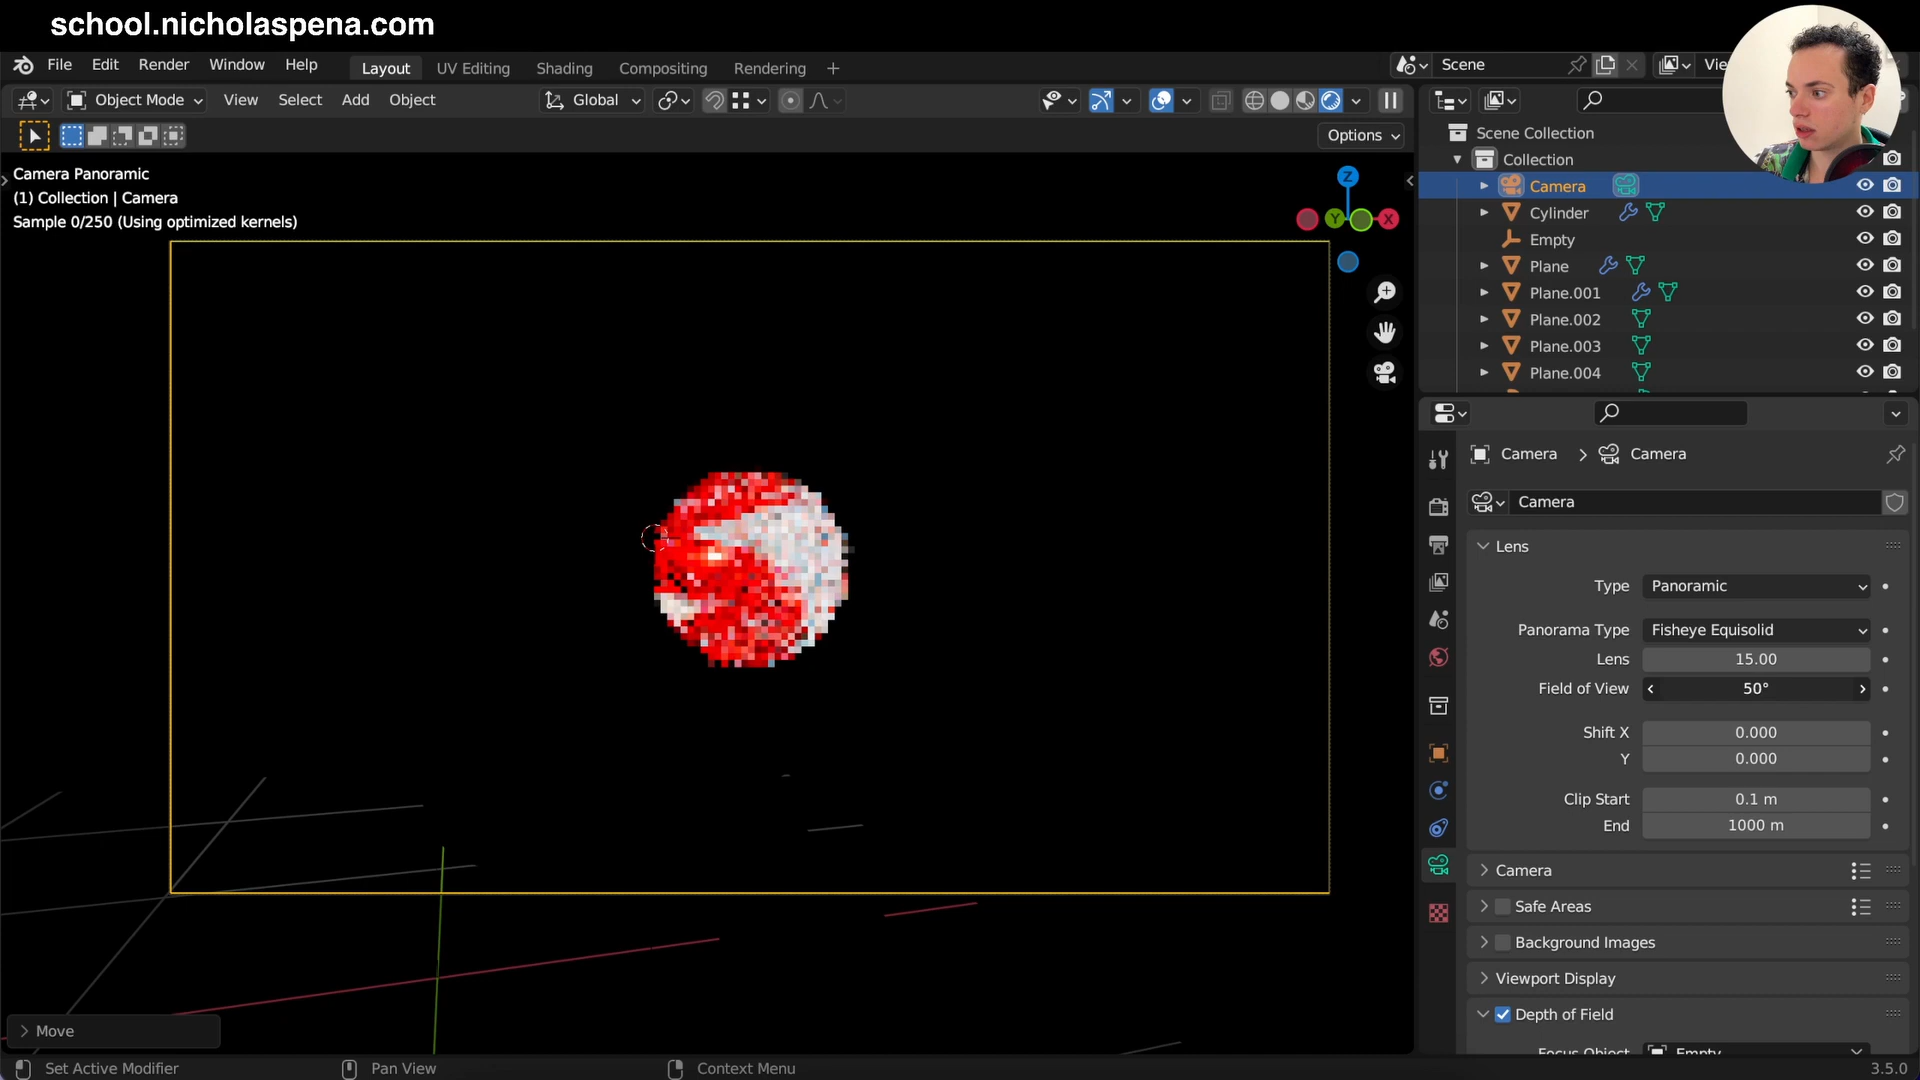 school.nicholaspena.com
File Edit Render Window Help Layout UV Editing Shading Compositing Rendering + Scene
Object Mode View Select Add Object Global
Options
Camera Panoramic
(1) Collection | Camera
Sample 0/250 (Using optimized kernels)
Z
Y X
Scene Collection
Collection
Camera
Cylinder
Empty
Plane
Plane.001
Plane.002
Plane.003
Plane.004
Camera > Camera
Camera
Lens
Type Panoramic
Panorama Type Fisheye Equisolid
Lens 15.00
Field of View 50°
Shift X 0.000
Y 0.000
Clip Start 0.1 m
End 1000 m
Camera
Safe Areas
Background Images
Viewport Display
Depth of Field
Focus Object Empty
Move
Set Active Modifier Pan View Context Menu 3.5.0